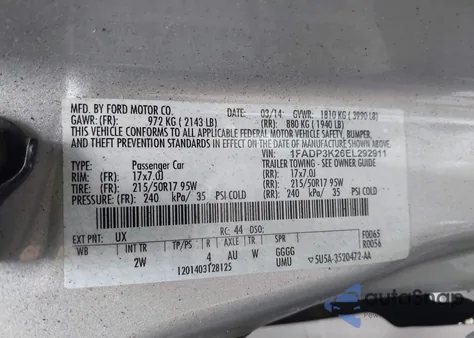 MFD. BY FORD MOTOR CO.
DATE: 03/14 GVWR: 1810 KG ( 3990 LB)
GAWR: (FR): 972 KG ( 2143 LB) (RR): 880 KG ( 1940 LB)
THIS VEHICLE CONFORMS TO ALL APPLICABLE FEDERAL MOTOR VEHICLE SAFETY, BUMPER,
AND THEFT PREVENTION STANDARDS IN EFFECT ON THE DATE OF MANUFACTURE SHOWN ABOVE.
VIN: 1FADP3K26EL292911
TYPE: Passenger Car TRAILER TOWING - SEE OWNER GUIDE
RIM: (FR): 17x7.0J (RR): 17x7.0J
TIRE: (FR): 215/50R17 95W (RR): 215/50R17 95W
PRESSURE: (FR) 240 kPa/ 35 PSI COLD (RR) 240 kPa/ 35 PSI COLD
EXT PNT: UX RC: 44 DSO: F0065
WB INT TR TP/PS R AXLE TR SPR R0056
2W 4 AU W GGGG
UMU
1201403128125
5U5A-3520472-AA
autoSnap